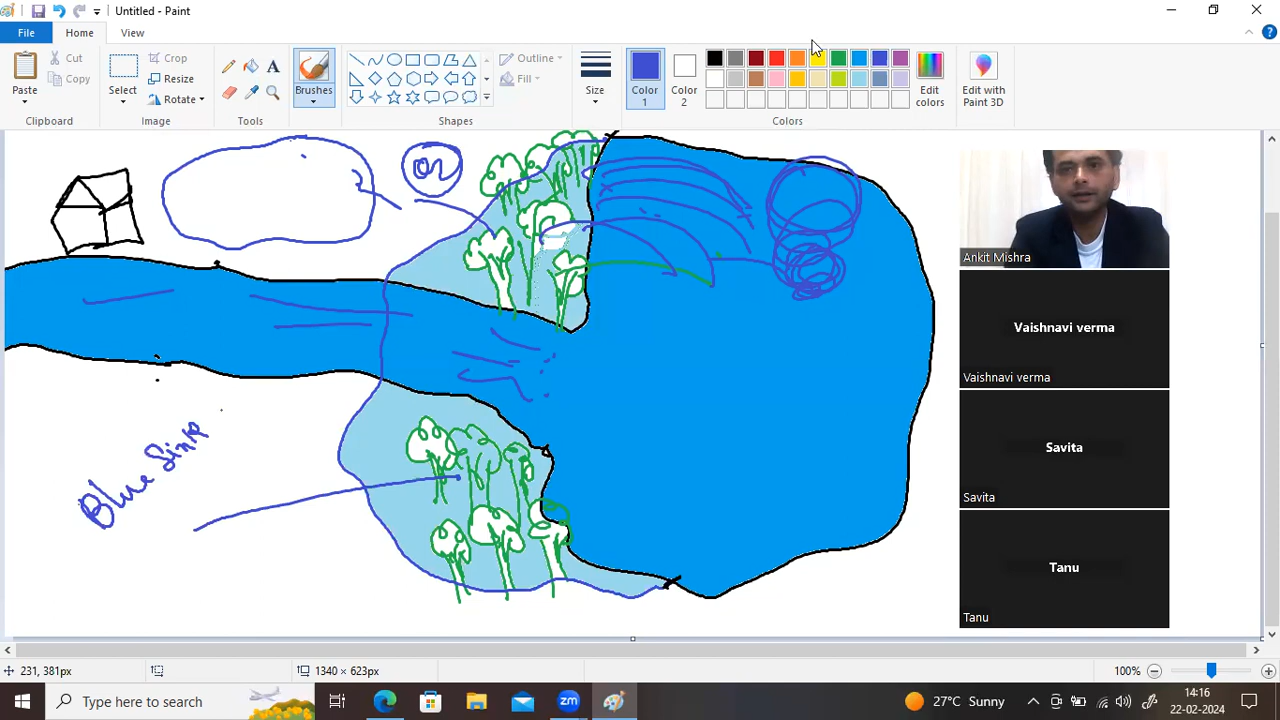 Untitled - Paint
File
Home
View
Paste
Cut
Copy
Clipboard
Select
Crop
Resize
Rotate
Image
Tools
A
Brushes
Outline
Fill
Shapes
Size
Color
1
Color
2
Edit
colors
Colors
Edit with
Paint 3D
Ankit Mishra
Vaishnavi verma
Vaishnavi verma
Savita
Savita
Tanu
Tanu
Blue Sink
231, 381px
1340 × 623px
100%
Type here to search
zm
27°C Sunny
14:16
22-02-2024